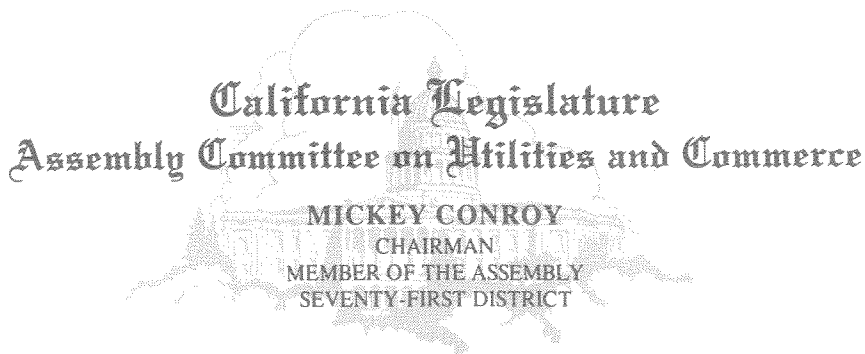 California Legislature
Assembly Committee on Utilities and Commerce
MICKEY CONROY
CHAIRMAN
MEMBER OF THE ASSEMBLY
SEVENTY-FIRST DISTRICT